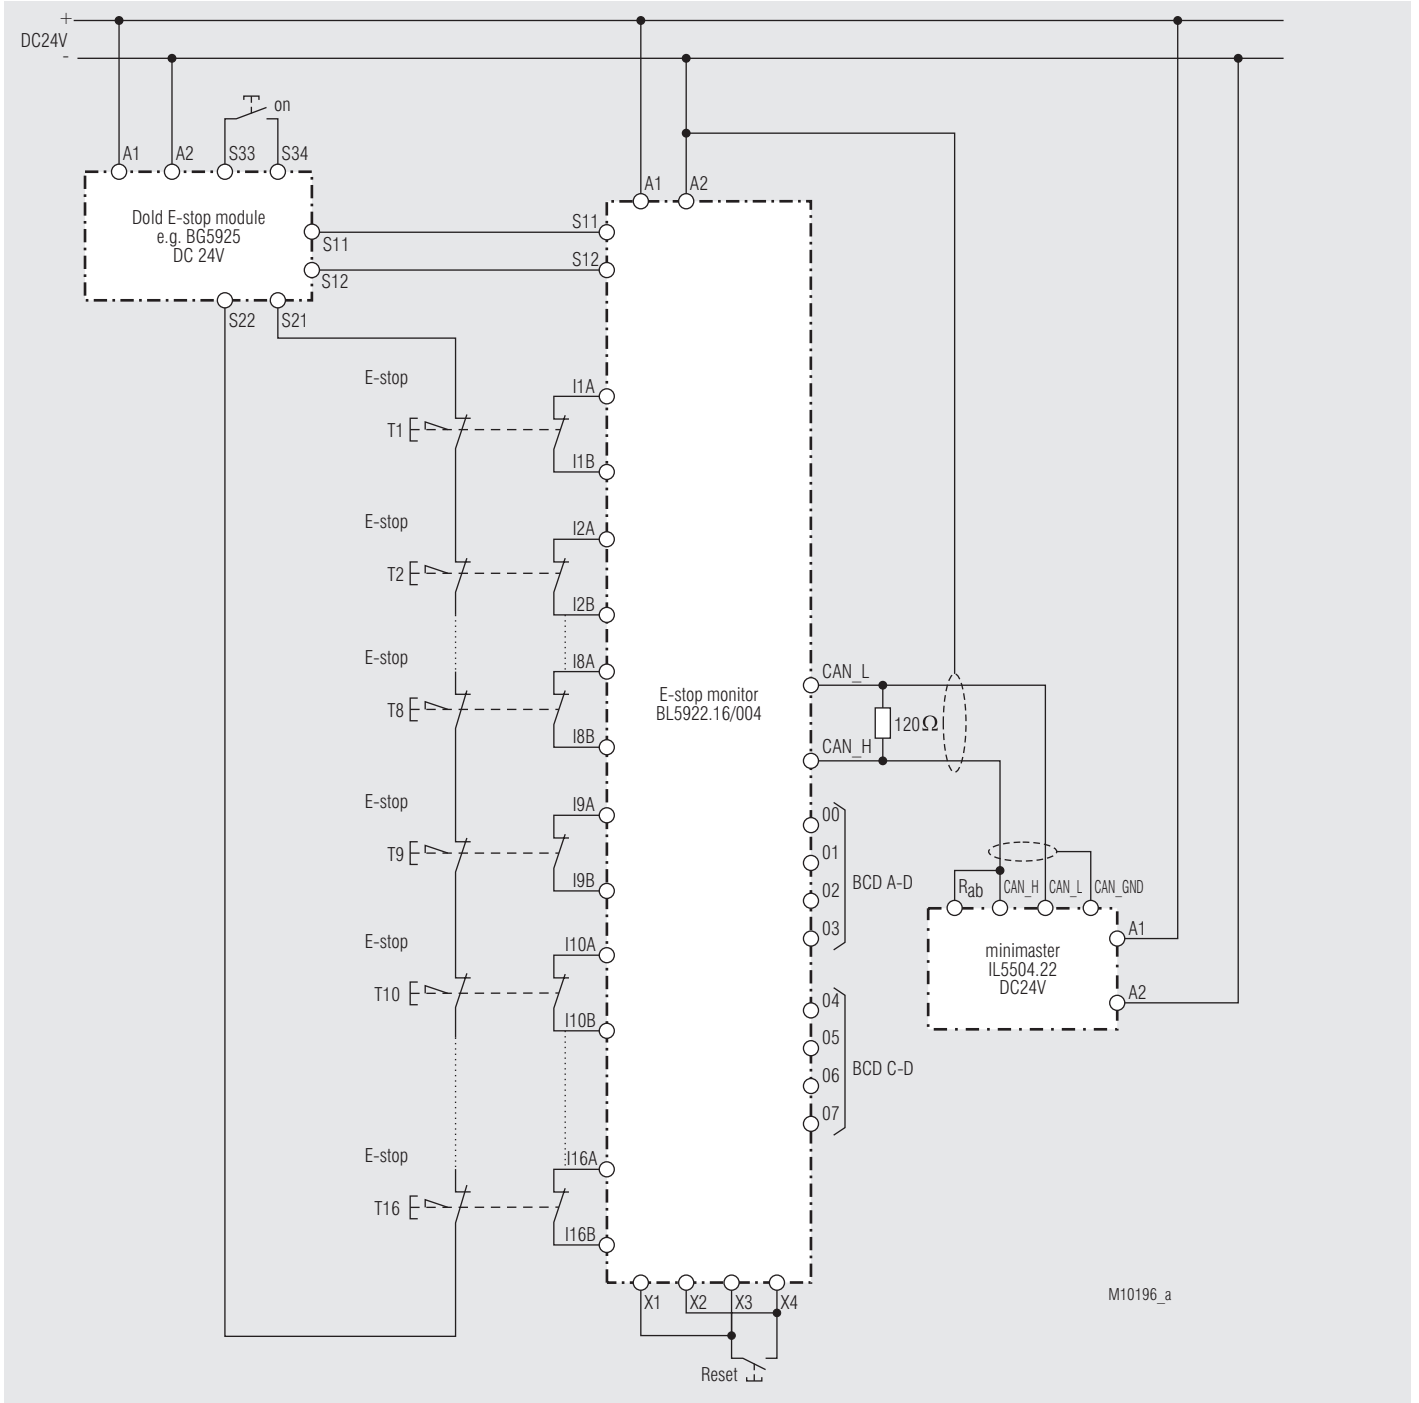 +
DC24V
-
on
A1 A2 S33 S34
A1 A2
Dold E-stop module
e.g. BG5925
DC 24V
S11 S11
S12 S12
S22 S21
E-stop
T1
I1A
I1B
E-stop
T2
I2A
I2B
E-stop
T8
I8A
I8B
E-stop monitor
BL5922.16/004
CAN_L
120Ω
CAN_H
E-stop
T9
I9A
I9B
00
01
02
03
BCD A-D
Rab CAN_H CAN_L CAN_GND
minimaster
IL5504.22
DC24V
A1
A2
E-stop
T10
I10A
I10B
04
05
06
07
BCD C-D
E-stop
T16
I16A
I16B
X1 X2 X3 X4
Reset
M10196_a